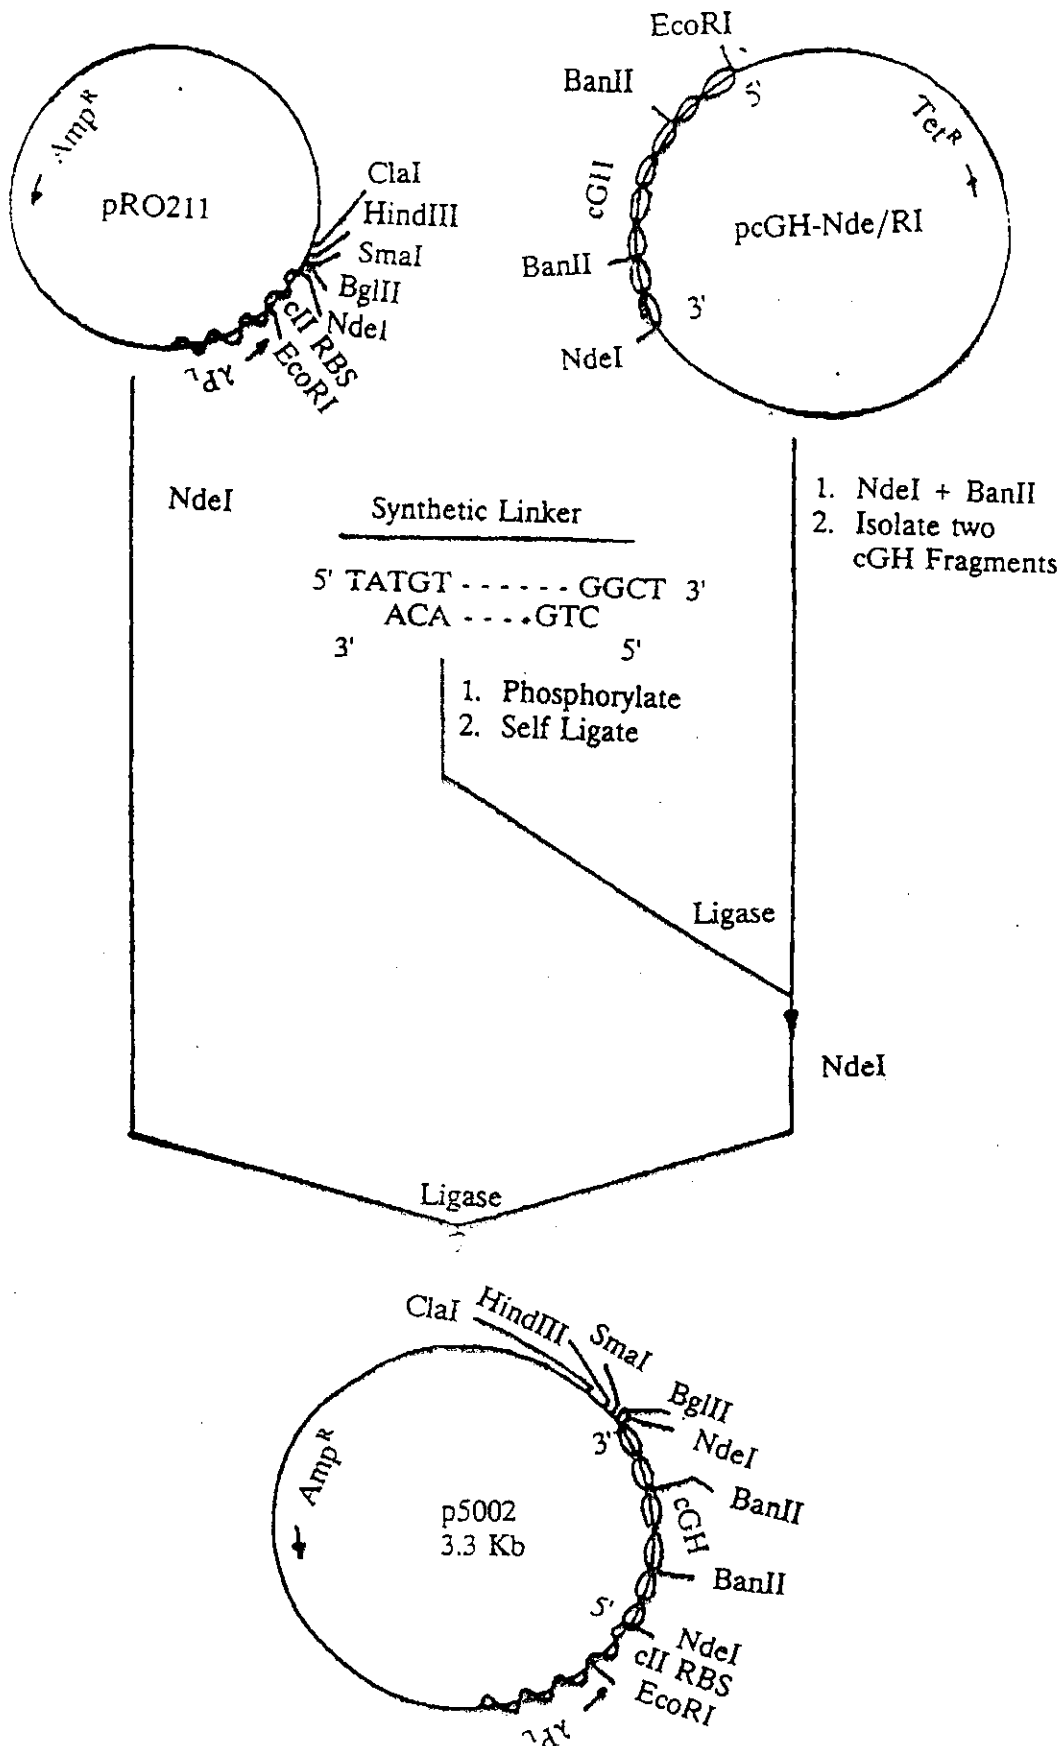 EcoRI
BanII
5'
Amp^R
Tet^R
ClaI
pRO211
HindIII
cGH
pcGH-Nde/RI
SmaI
BanII
BglII
3'
NdeI
cII RBS
NdeI
λP_L
EcoRI
NdeI
1. NdeI + BanII
2. Isolate two
cGH Fragments
Synthetic Linker
5' TATGT - - - - - - GGCT 3'
ACA - - - - GTC
3' 5'
1. Phosphorylate
2. Self Ligate
Ligase
NdeI
Ligase
ClaI
HindIII
SmaI
BglII
3'
NdeI
Amp^R
BanII
p5002
cGH
3.3 Kb
BanII
5'
NdeI
cII RBS
EcoRI
λP_L